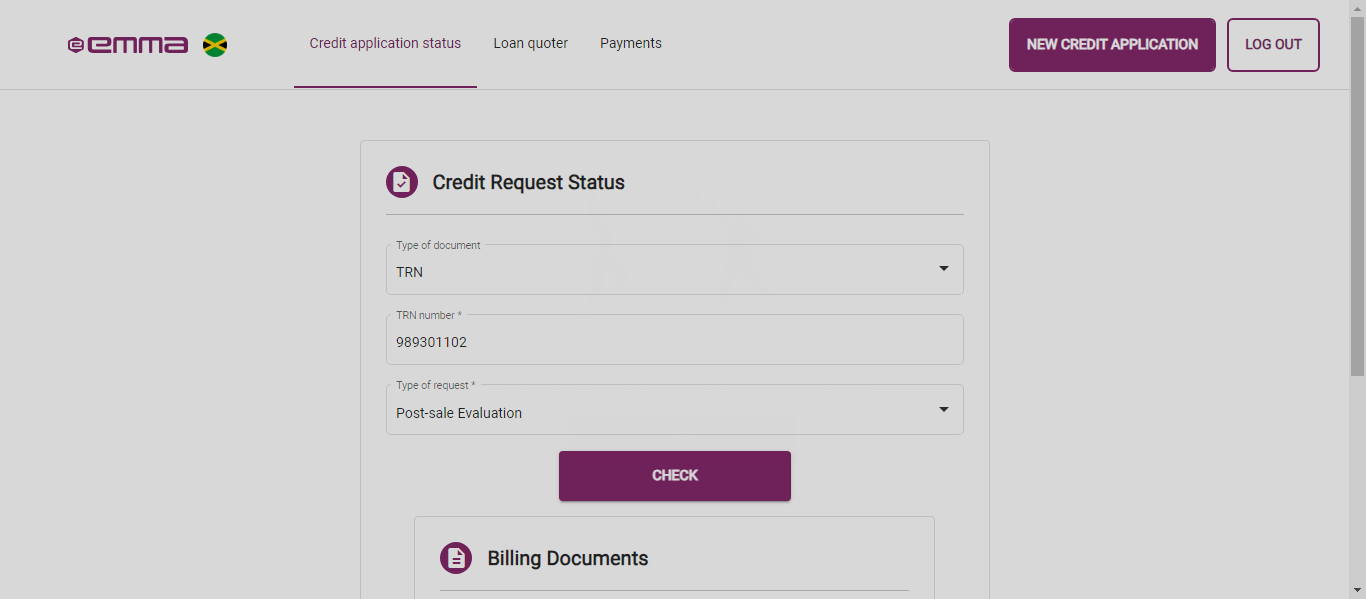 emma
Credit application status
Loan quoter
Payments
NEW CREDIT APPLICATION
LOG OUT
Credit Request Status
Type of document
TRN
TRN number *
989301102
Type of request *
Post-sale Evaluation
CHECK
Billing Documents